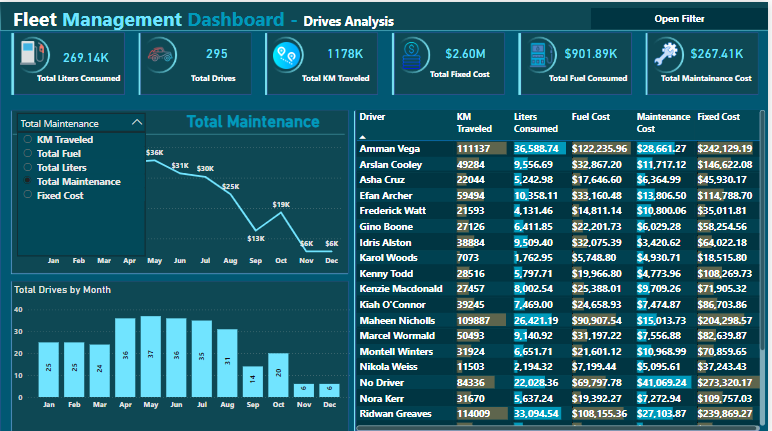 Fleet Management Dashboard - Drives Analysis
Open Filter
269.14K
Total Liters Consumed
295
Total Drives
1178K
Total KM Traveled
$2.60M
Total Fixed Cost
$901.89K
Total Fuel Consumed
$267.41K
Total Maintainance Cost
Total Maintenance
Total Maintenance
KM Traveled
Total Fuel
Total Liters
Total Maintenance
Fixed Cost
$36K
$31K
$30K
$25K
$13K
$19K
$6K
$6K
Jan Feb Mar Apr May Jun Jul Aug Sep Oct Nov Dec
Total Drives by Month
40
30
20
10
0
25 25 24 36 37 36 35 31 14 20 6 6
Jan Feb Mar Apr May Jun Jul Aug Sep Oct Nov Dec
Driver KM Traveled Liters Consumed Fuel Cost Maintenance Cost Fixed Cost
Amman Vega 111137 36,588.74 $122,235.96 $28,661.27 $242,129.19
Arslan Cooley 49284 9,556.69 $32,867.20 $11,717.12 $146,622.08
Asha Cruz 22044 5,242.98 $17,646.60 $6,364.99 $45,930.17
Efan Archer 59494 10,358.11 $33,160.48 $13,806.50 $114,788.70
Frederick Watt 21593 4,131.46 $14,811.14 $10,800.06 $35,011.81
Gino Boone 27126 6,411.85 $22,201.73 $6,029.28 $58,254.56
Idris Alston 38884 9,509.40 $32,075.39 $3,420.62 $64,022.18
Karol Woods 7073 1,762.95 $5,748.80 $4,930.71 $18,515.80
Kenny Todd 28516 5,797.71 $19,966.80 $4,773.96 $108,269.73
Kenzie Macdonald 27457 8,002.54 $25,388.01 $9,709.26 $71,905.32
Kiah O'Connor 39245 7,469.00 $24,658.93 $7,474.87 $86,703.86
Maheen Nicholls 109887 26,421.19 $90,907.54 $15,013.73 $204,298.57
Marcel Wormald 50493 9,140.92 $31,197.22 $7,556.88 $82,639.87
Montell Winters 31924 6,651.71 $21,601.12 $10,968.99 $70,859.65
Nikola Weiss 11503 2,194.32 $7,199.44 $5,095.61 $37,243.43
No Driver 84336 22,028.36 $69,797.78 $41,069.24 $273,320.17
Nora Kerr 31670 5,637.24 $19,392.27 $7,272.94 $109,757.03
Ridwan Greaves 114009 33,094.54 $108,155.36 $27,103.87 $239,869.27